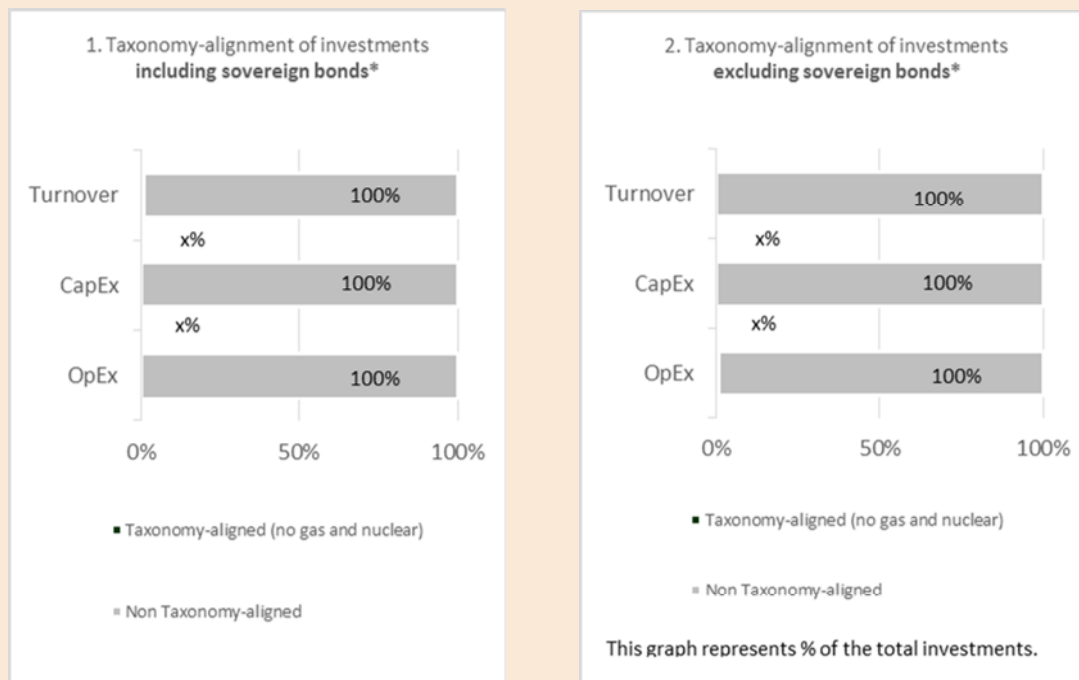 1. Taxonomy-alignment of investments
including sovereign bonds*
Turnover
100%
x%
CapEx
100%
x%
OpEx
100%
0%
50%
100%
Taxonomy-aligned (no gas and nuclear)
Non Taxonomy-aligned
2. Taxonomy-alignment of investments
excluding sovereign bonds*
Turnover
100%
x%
CapEx
100%
x%
OpEx
100%
0%
50%
100%
Taxonomy-aligned (no gas and nuclear)
Non Taxonomy-aligned
This graph represents % of the total investments.